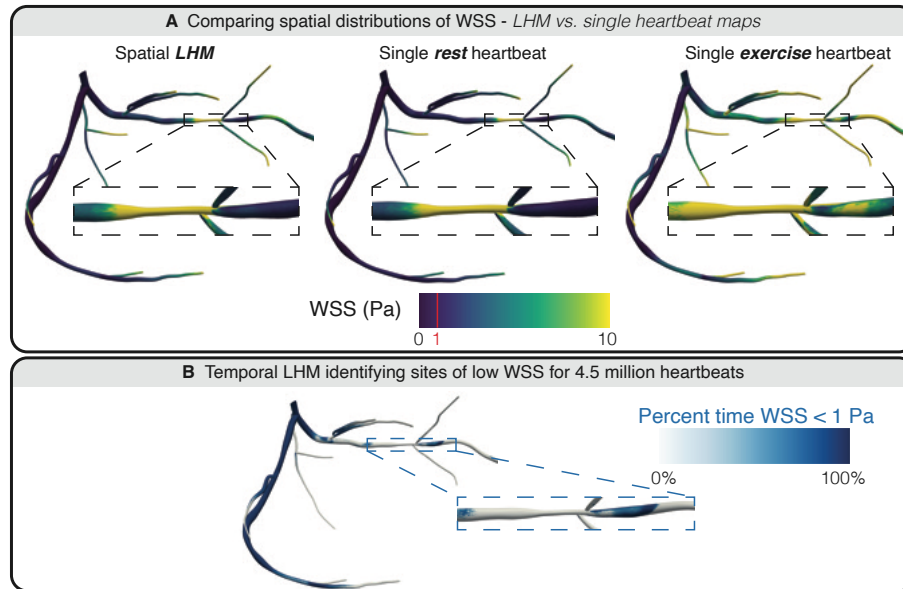 A Comparing spatial distributions of WSS - LHM vs. single heartbeat maps
Spatial LHM
Single rest heartbeat
Single exercise heartbeat
WSS (Pa)
0
1
10
B Temporal LHM identifying sites of low WSS for 4.5 million heartbeats
Percent time WSS < 1 Pa
0%
100%